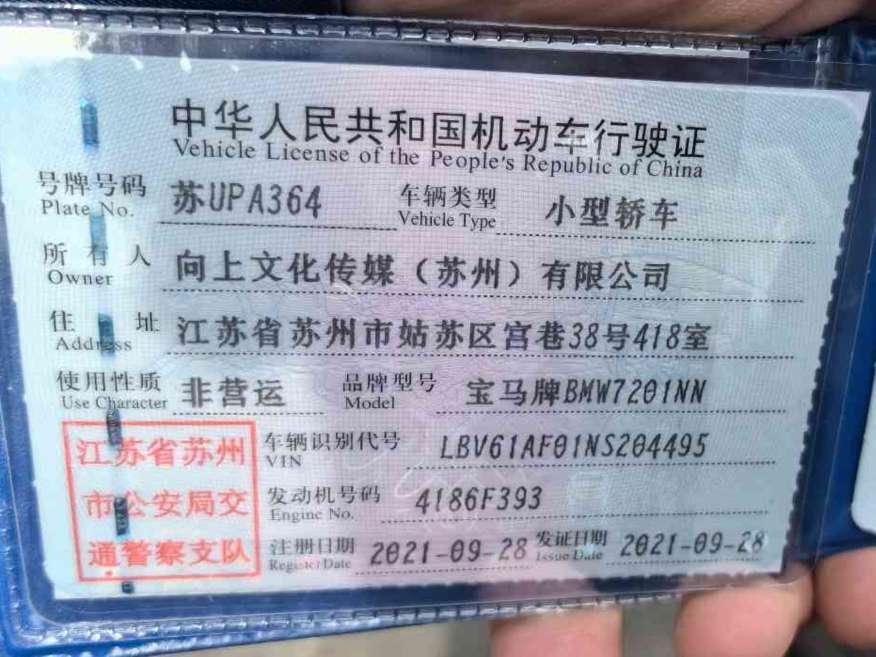 中华人民共和国机动车行驶证
Vehicle License of the People's Republic of China
号牌号码 苏UPA364 车辆类型 小型轿车
Plate No. Vehicle Type
所有人 向上文化传媒（苏州）有限公司
Owner
住址 江苏省苏州市姑苏区宫巷38号418室
Address
使用性质 非营运 品牌型号 宝马牌BMW7201NN
Use Character Model
江苏省苏州 车辆识别代号 LBV61AF01NS204495
VIN
市公安局交 发动机号码 4186F393
Engine No.
通警察支队 注册日期 2021-09-28 发证日期 2021-09-28
Register Date Issue Date